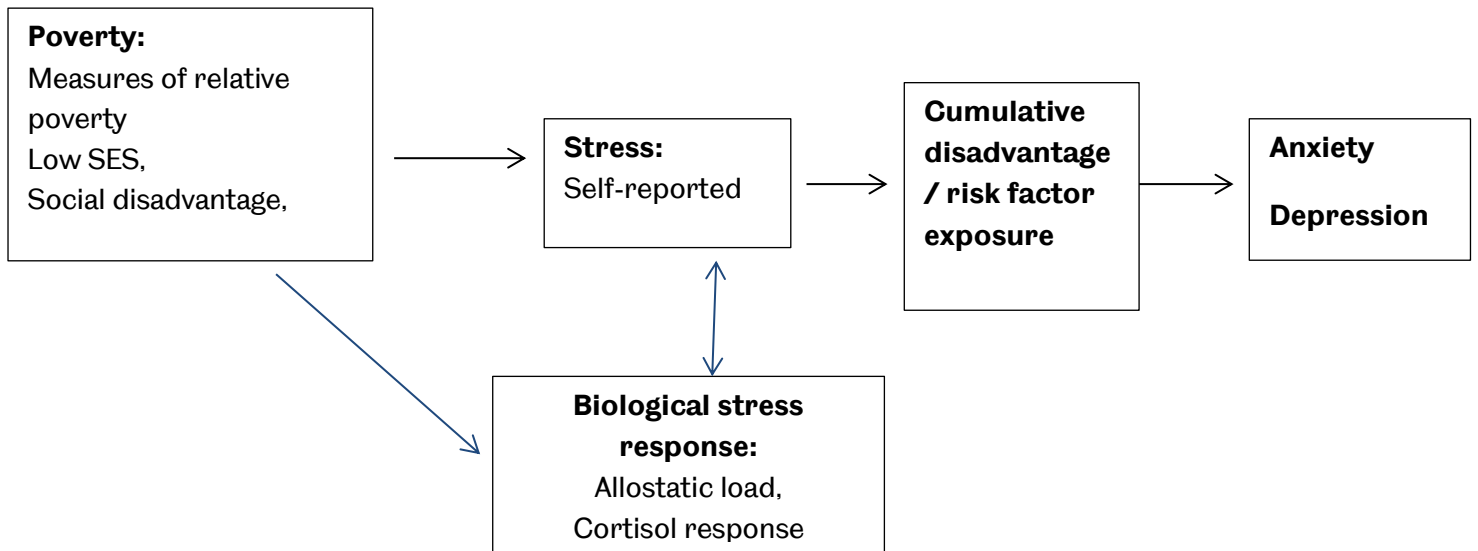 Poverty:
Measures of relative
poverty
Low SES,
Social disadvantage,
Stress:
Self-reported
Cumulative
disadvantage
/ risk factor
exposure
Anxiety
Depression
Biological stress
response:
Allostatic load,
Cortisol response